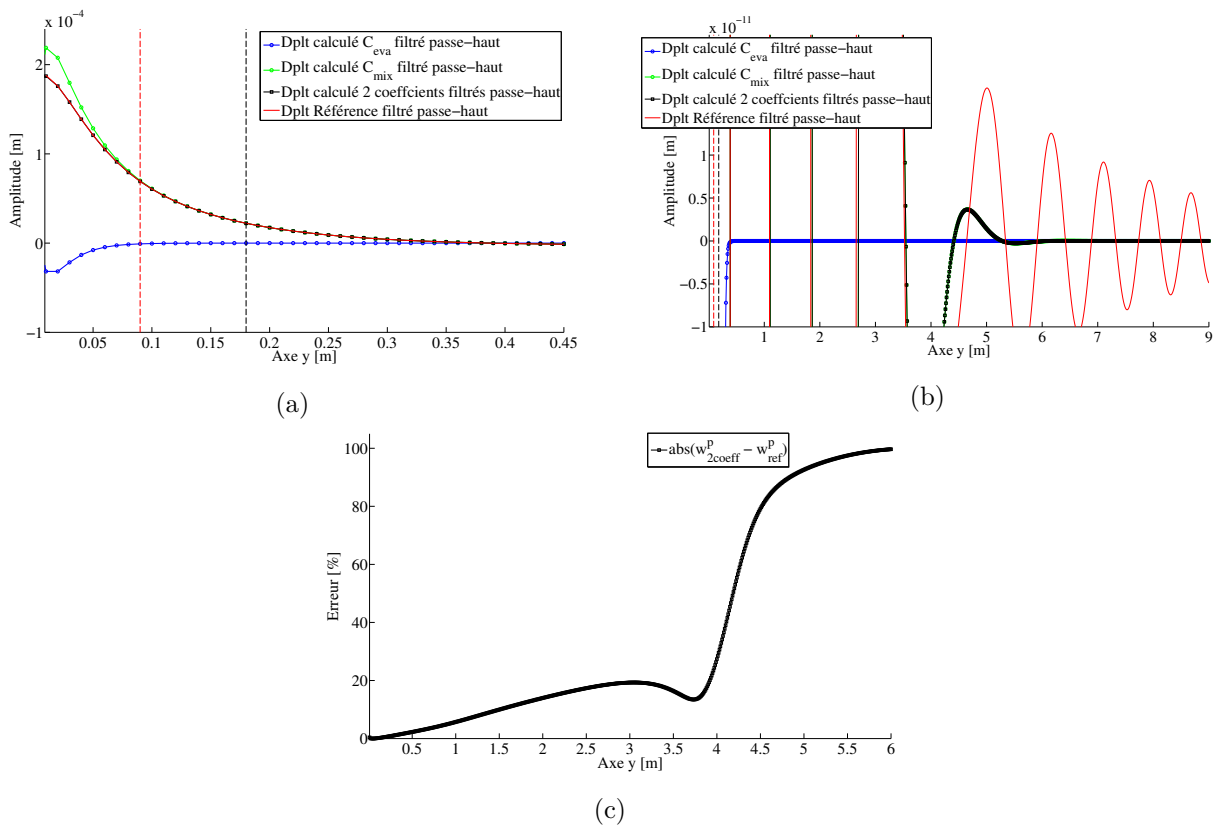 x 10^-4
2
1
0
−1
Amplitude [m]
Dplt calculé C_eva filtré passe−haut
Dplt calculé C_mix filtré passe−haut
Dplt calculé 2 coeffcients filtrés passe−haut
Dplt Référence filtré passe−haut
0.05 0.1 0.15 0.2 0.25 0.3 0.35 0.4 0.45
Axe y [m]
(a)
x 10^-11
Dplt calculé C_eva filtré passe−haut
Dplt calculé C_mix filtré passe−haut
Dplt calculé 2 coeffcients filtrés passe−haut
Dplt Référence filtré passe−haut
1
0.5
0
−0.5
−1
Amplitude [m]
1 2 3 4 5 6 7 8 9
Axe y [m]
(b)
100
80
60
40
20
0
Erreur [%]
abs(w^p_2coeff − w^p_ref)
0.5 1 1.5 2 2.5 3 3.5 4 4.5 5 5.5 6
Axe y [m]
(c)